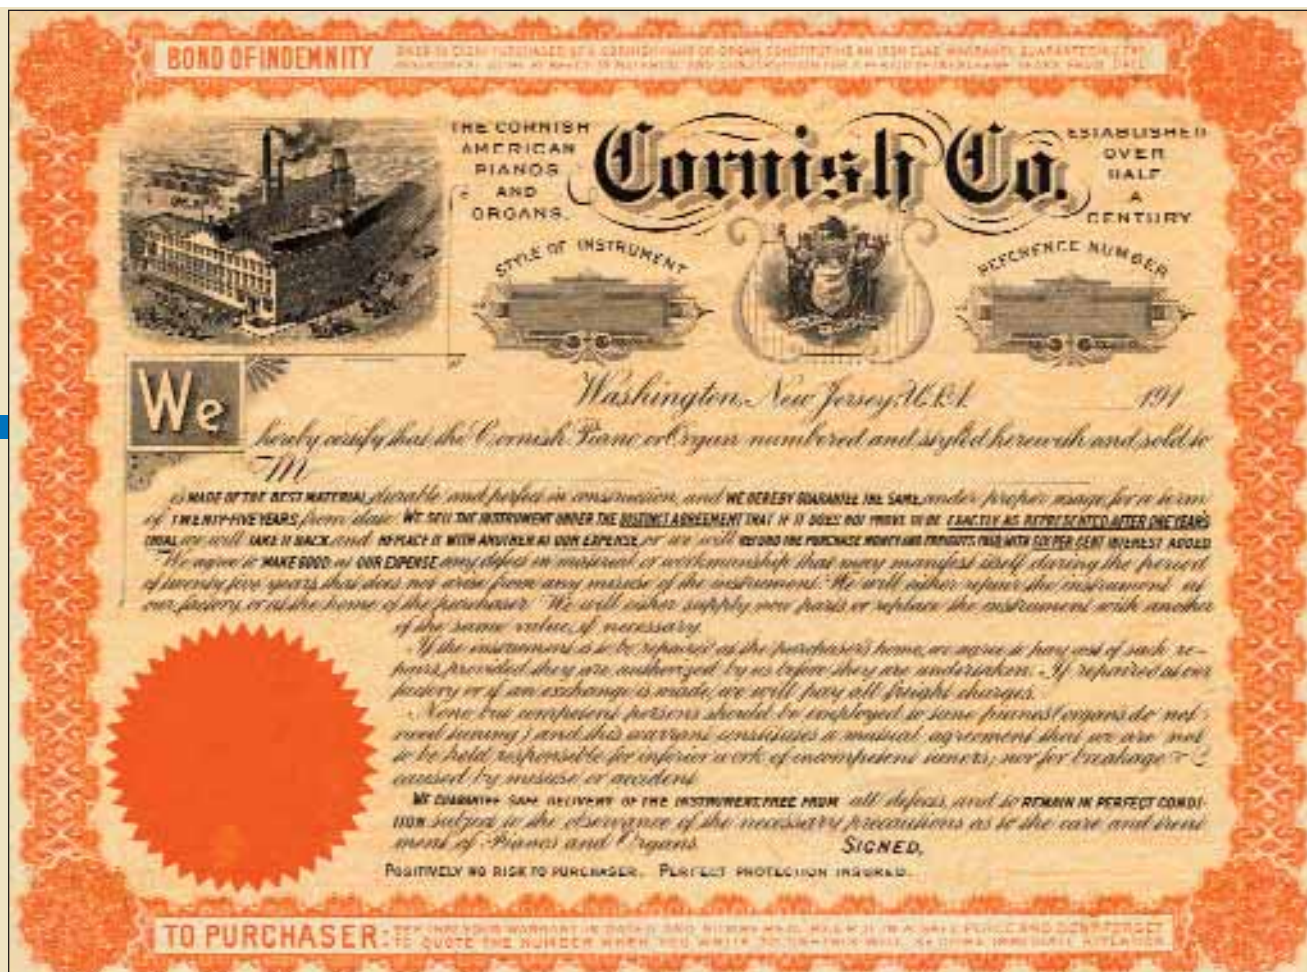 BOND OF INDEMNITY
THE CORNISH
AMERICAN
PIANOS
AND
ORGANS.
Cornish Co.
ESTABLISHED
OVER
HALF
A
CENTURY
STYLE OF INSTRUMENT
REFERENCE NUMBER
Washington, New Jersey, U.S.A. 191
We
hereby certify that the Cornish Piano or Organ numbered and styled herewith and sold to
M
is MADE OF THE BEST MATERIAL, durable and perfect in construction, and WE HEREBY GUARANTEE THE SAME, under proper usage, for a term
of TWENTY-FIVE YEARS, from date. WE SELL THE INSTRUMENT UNDER THE DISTINCT AGREEMENT THAT IF IT DOES NOT PROVE TO BE EXACTLY AS REPRESENTED AFTER ONE YEAR'S
TRIAL we will TAKE IT BACK, and REPLACE IT WITH ANOTHER AT OUR EXPENSE, or we will REFUND THE PURCHASE MONEY AND FREIGHTS PAID WITH SIX PER CENT INTEREST ADDED
We agree to MAKE GOOD at OUR EXPENSE any defect in material or workmanship that may manifest itself during the period
of twenty five years that does not arise from any misuse of the instrument. We will either repair the instrument at
our factory, or at the home of the purchaser. We will either supply new parts or replace the instrument with another
of the same value, if necessary.
If the instrument is to be repaired at the purchaser's home, we agree to pay cost of such re-
pairs, provided they are authorized by us before they are undertaken. If repaired at our
factory or if an exchange is made, we will pay all freight charges.
None but competent persons should be employed to tune pianos (organs do not
need tuning) and this warrant constitutes a mutual agreement that we are not
to be held responsible for inferior work of incompetent tuners, nor for breakage
caused by misuse or accident.
WE GUARANTEE SAFE DELIVERY OF THE INSTRUMENT, FREE FROM all defects, and to REMAIN IN PERFECT CONDI-
TION subject to the observance of the necessary precautions as to the care and treat
ment of Pianos and Organs.
SIGNED,
POSITIVELY NO RISK TO PURCHASER. PERFECT PROTECTION INSURED.
TO PURCHASER:
TO QUOTE THE NUMBER WHEN YOU WRITE